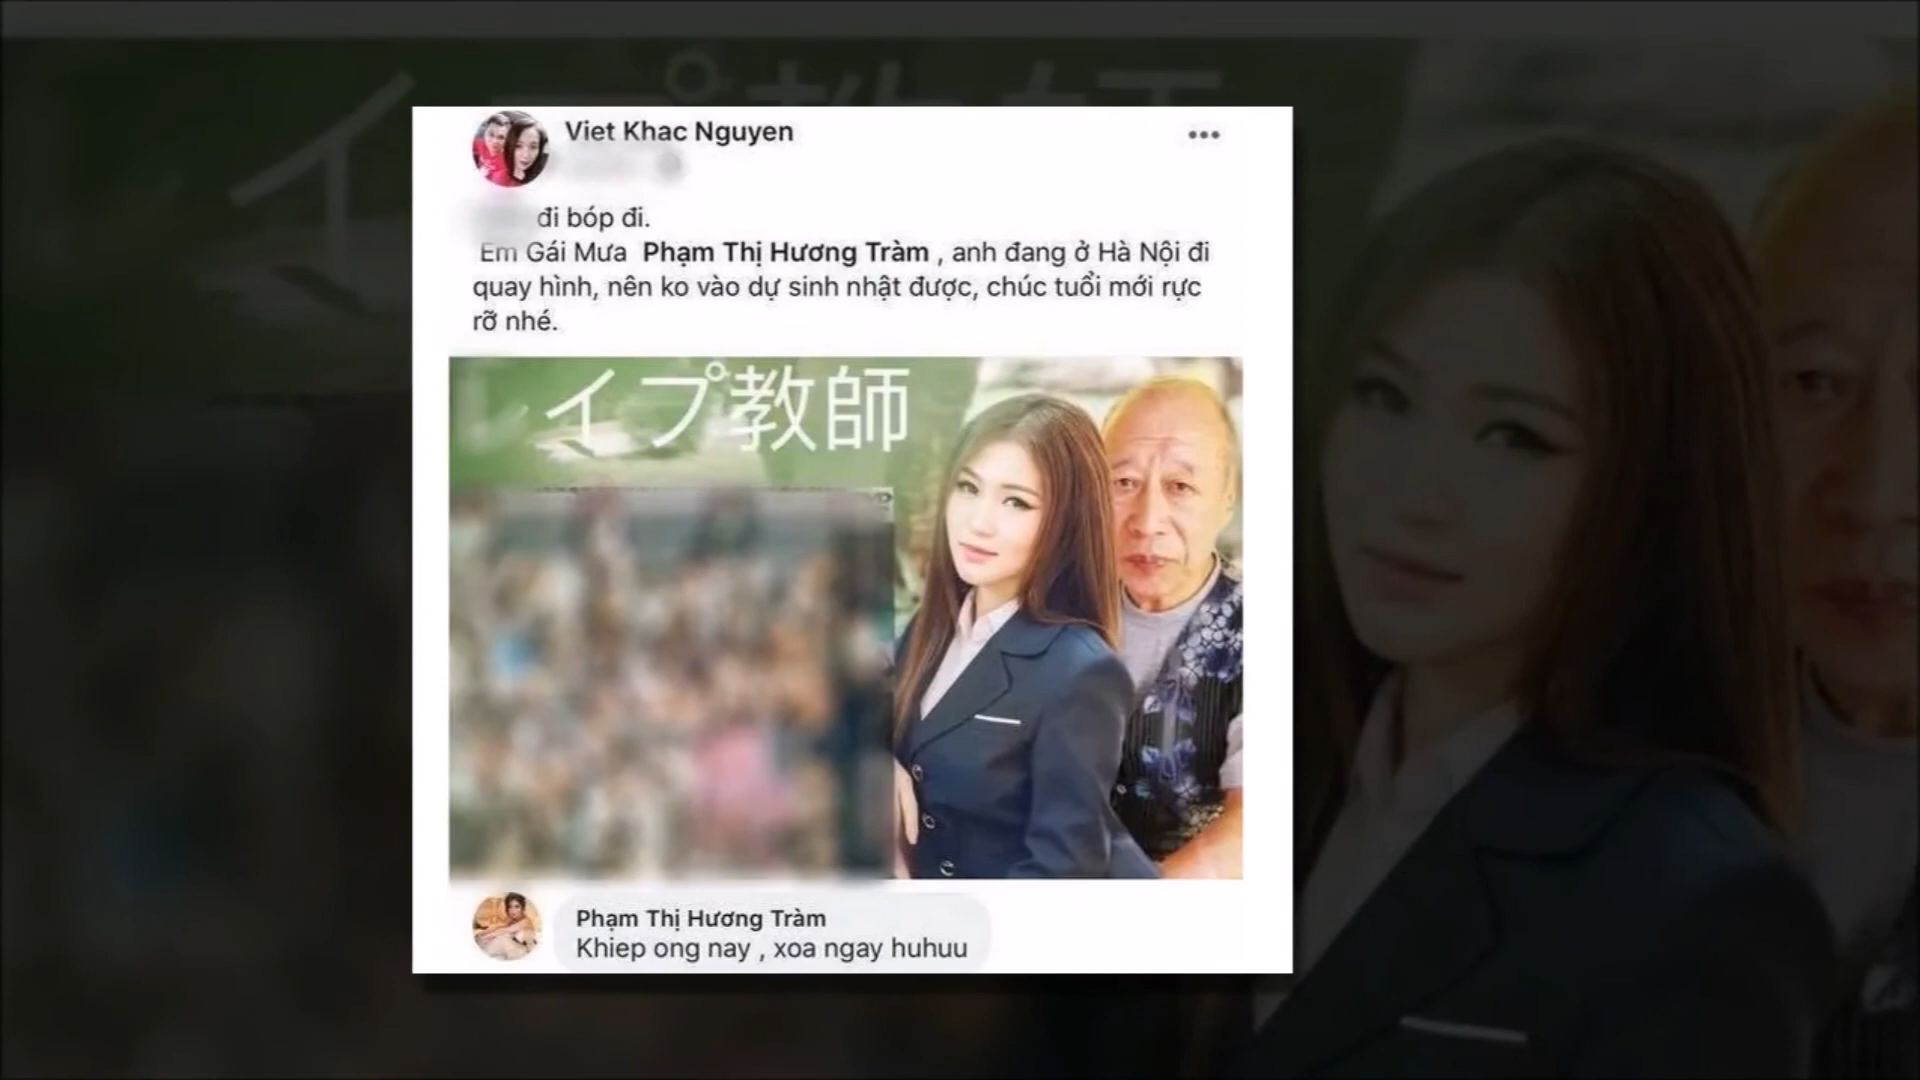 Viet Khac Nguyen
đi bóp đi.
Em Gái Mưa Phạm Thị Hương Tràm , anh đang ở Hà Nội đi
quay hình, nên ko vào dự sinh nhật được, chúc tuổi mới rực
rỡ nhé.
イプ教師
Phạm Thị Hương Tràm
Khiep ong nay , xoa ngay huhuu